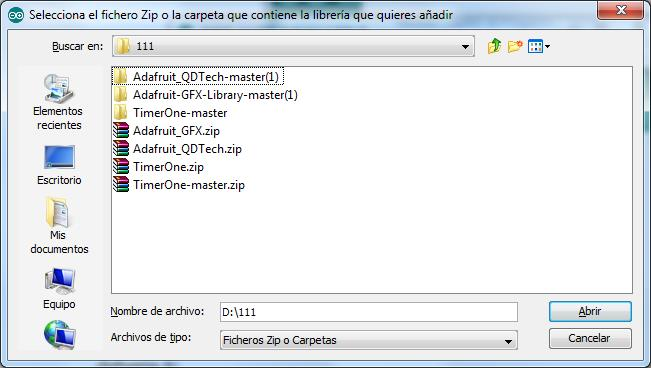 Selecciona el fichero Zip o la carpeta que contiene la librería que quieres añadir
Buscar en: 111
Elementos recientes
Escritorio
Mis documentos
Equipo
Adafruit_QDTech-master(1)
Adafruit-GFX-Library-master(1)
TimerOne-master
Adafruit_GFX.zip
Adafruit_QDTech.zip
TimerOne.zip
TimerOne-master.zip
Nombre de archivo: D:\111
Abrir
Archivos de tipo: Ficheros Zip o Carpetas
Cancelar